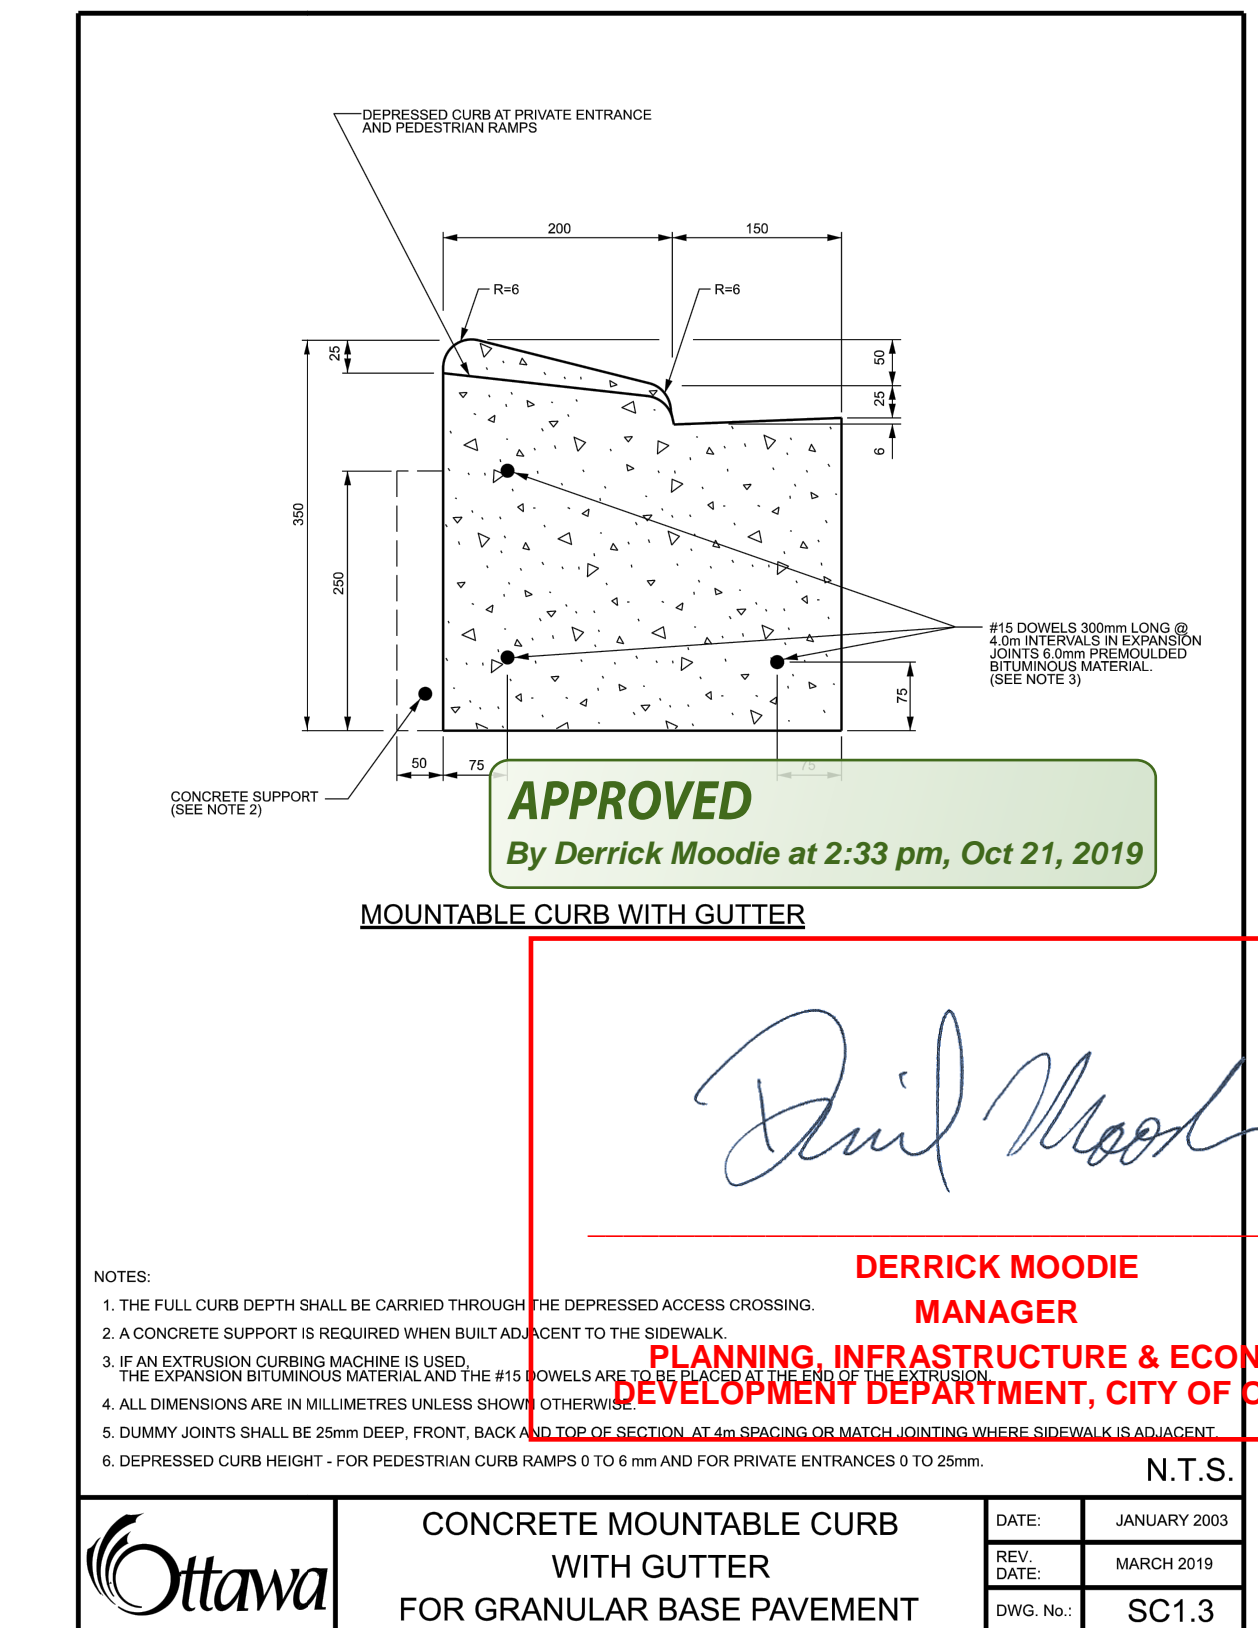 DEPRESSED CURB AT PRIVATE ENTRANCE
AND PEDESTRIAN RAMPS
200
150
R=6
R=6
25
50
25
6
350
250
#15 DOWELS 300mm LONG @
4.0m INTERVALS IN EXPANSION
JOINTS 6.0mm PREMOULDED
BITUMINOUS MATERIAL.
(SEE NOTE 3)
75
50
75
75
CONCRETE SUPPORT
(SEE NOTE 2)
APPROVED
By Derrick Moodie at 2:33 pm, Oct 21, 2019
MOUNTABLE CURB WITH GUTTER
DERRICK MOODIE
MANAGER
PLANNING, INFRASTRUCTURE & ECON
DEVELOPMENT DEPARTMENT, CITY OF O
NOTES:
1. THE FULL CURB DEPTH SHALL BE CARRIED THROUGH THE DEPRESSED ACCESS CROSSING.
2. A CONCRETE SUPPORT IS REQUIRED WHEN BUILT ADJACENT TO THE SIDEWALK.
3. IF AN EXTRUSION CURBING MACHINE IS USED,
THE EXPANSION BITUMINOUS MATERIAL AND THE #15 DOWELS ARE TO BE PLACED AT THE END OF THE EXTRUSION.
4. ALL DIMENSIONS ARE IN MILLIMETRES UNLESS SHOWN OTHERWISE.
5. DUMMY JOINTS SHALL BE 25mm DEEP, FRONT, BACK AND TOP OF SECTION AT 4m SPACING OR MATCH JOINTING WHERE SIDEWALK IS ADJACENT.
6. DEPRESSED CURB HEIGHT - FOR PEDESTRIAN CURB RAMPS 0 TO 6 mm AND FOR PRIVATE ENTRANCES 0 TO 25mm.
N.T.S.
Ottawa
CONCRETE MOUNTABLE CURB
WITH GUTTER
FOR GRANULAR BASE PAVEMENT
DATE: JANUARY 2003
REV.
DATE: MARCH 2019
DWG. No.: SC1.3